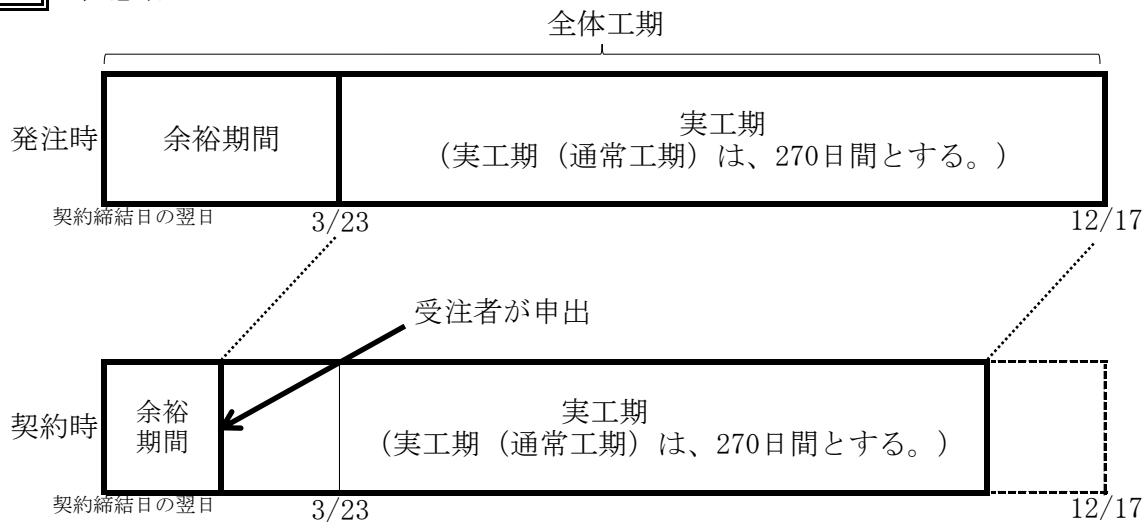 全体工期
発注時
余裕期間
実工期
（実工期（通常工期）は、270日間とする。）
契約締結日の翌日
3/23
12/17
受注者が申出
契約時
余裕
期間
実工期
（実工期（通常工期）は、270日間とする。）
契約締結日の翌日
3/23
12/17